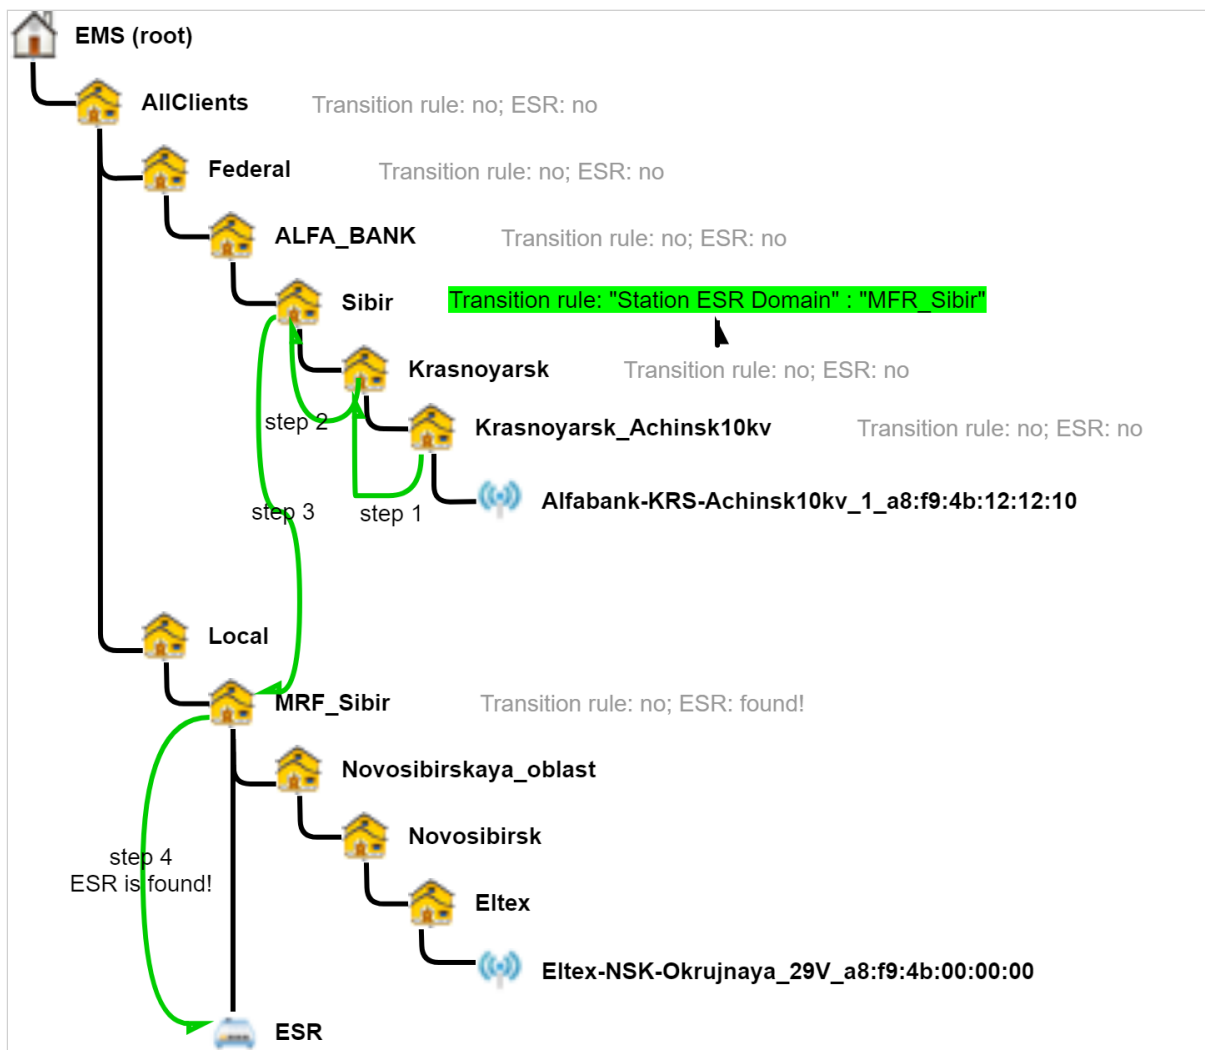 EMS (root)
AllClients Transition rule: no; ESR: no
Federal Transition rule: no; ESR: no
ALFA_BANK Transition rule: no; ESR: no
Sibir Transition rule: "Station ESR Domain" : "MFR_Sibir"
Krasnoyarsk Transition rule: no; ESR: no
step 2
Krasnoyarsk_Achinsk10kv Transition rule: no; ESR: no
Alfabank-KRS-Achinsk10kv_1_a8:f9:4b:12:12:10
step 3 step 1
Local
MRF_Sibir Transition rule: no; ESR: found!
Novosibirskaya_oblast
Novosibirsk
step 4
ESR is found!
Eltex
Eltex-NSK-Okrujnaya_29V_a8:f9:4b:00:00:00
ESR